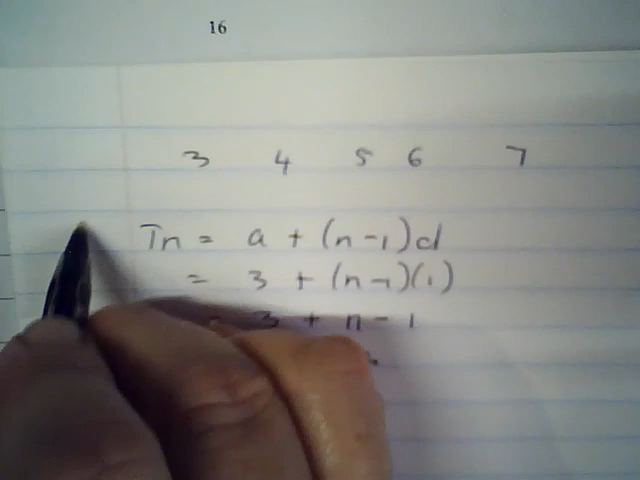 16
3 4 5 6 7
Tn = a + (n-1)d
= 3 + (n-1)(1)
= 3 + n - 1